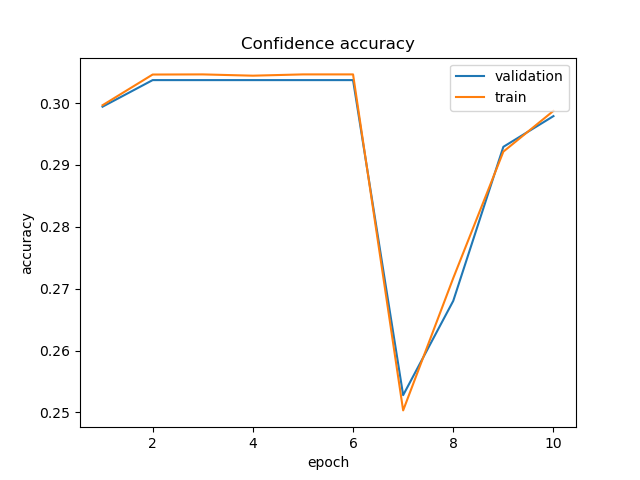 Confidence accuracy
validation
train
0.30
0.29
0.28
0.27
0.26
0.25
accuracy
2 4 6 8 10
epoch